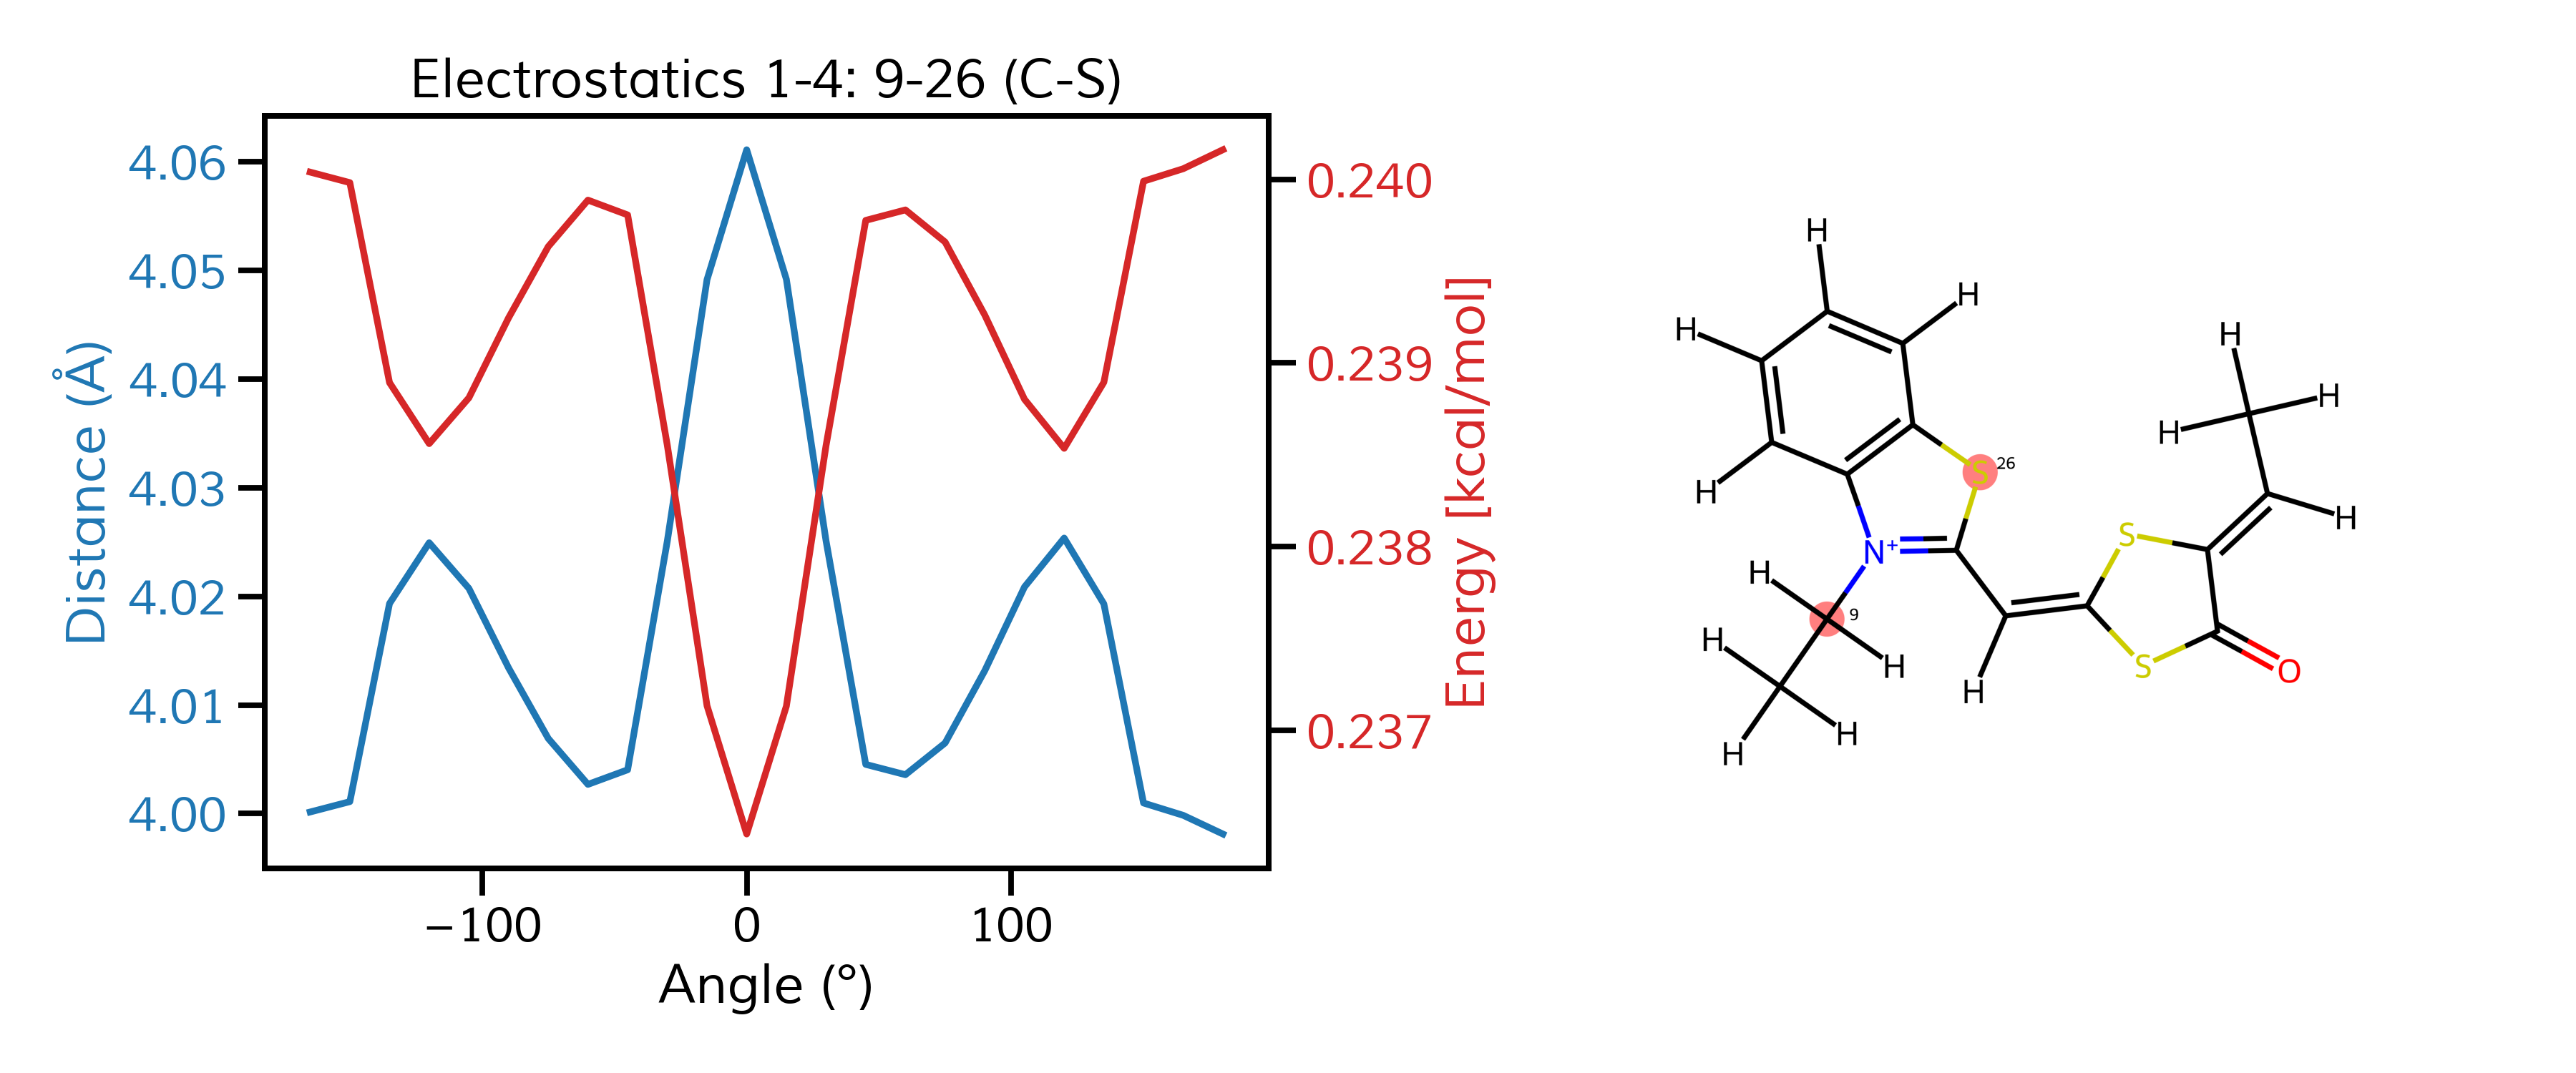 Electrostatics 1-4: 9-26 (C-S)
4.06
4.05
4.04
4.03
4.02
4.01
4.00
Distance (Å)
−100
0
100
Angle (°)
0.240
0.239
0.238
0.237
Energy [kcal/mol]
H
H
H
H
H
H
H
S 26
H
S
H
N+
H
9
H
H
S
O
H
H
H